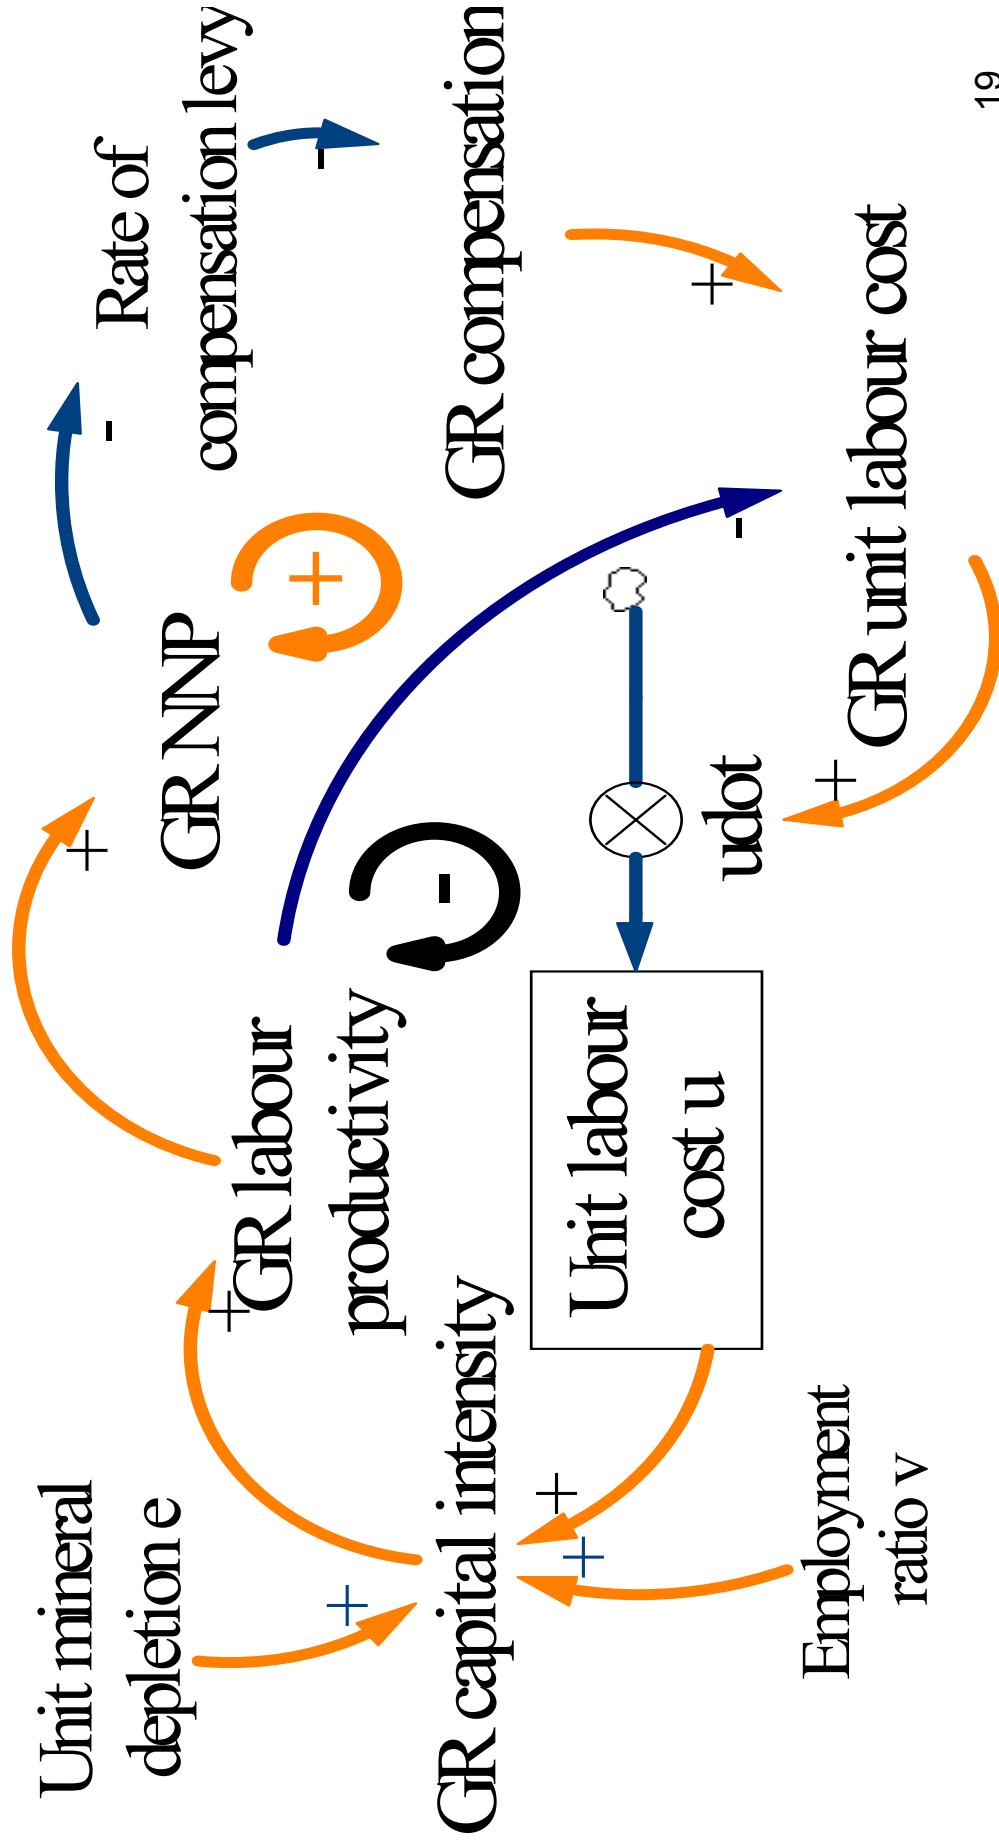 Unit mineral
depletion e
+
GR capital intensity
+
GR labour
productivity
+
GR NNP
-
Rate of
compensation levy
-
GR compensation
+
GR unit labour cost
-
+
-
+
udot
Unit labour
cost u
+
+
Employment
ratio v
19